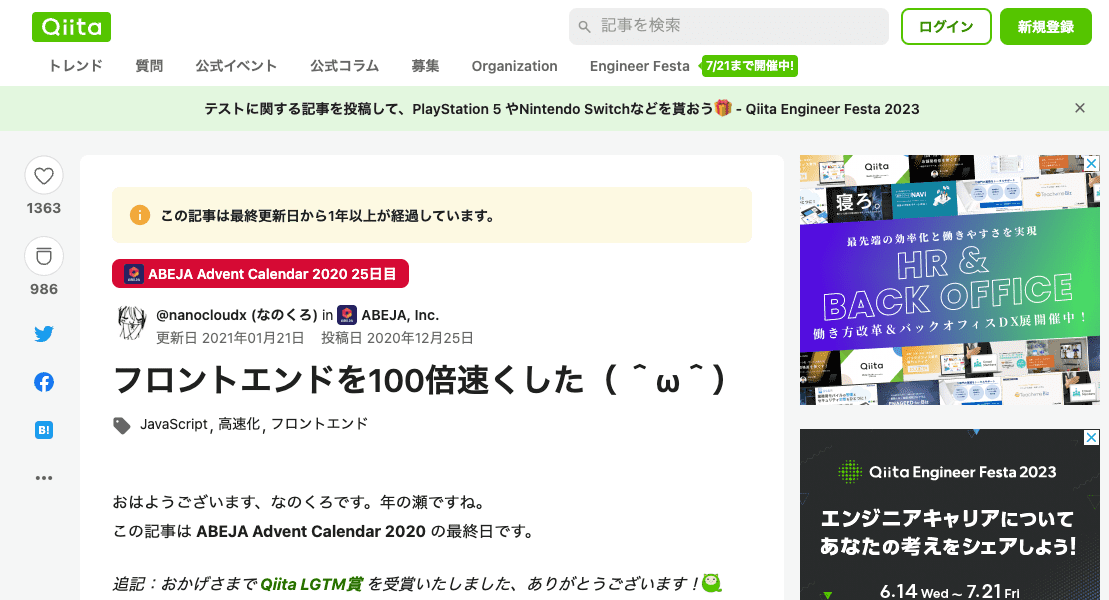 Qiita
記事を検索
ログイン
新規登録
トレンド
質問
公式イベント
公式コラム
募集
Organization
Engineer Festa
7/21まで開催中!
テストに関する記事を投稿して、PlayStation 5 やNintendo Switchなどを貰おう🎁 - Qiita Engineer Festa 2023
1363
986
B!
この記事は最終更新日から1年以上が経過しています。
ABEJA Advent Calendar 2020 25日目
@nanocloudx (なのくろ) in ABEJA, Inc.
更新日 2021年01月21日 投稿日 2020年12月25日
フロントエンドを100倍速くした（＾ω＾）
JavaScript, 高速化, フロントエンド
おはようございます、なのくろです。年の瀬ですね。
この記事は ABEJA Advent Calendar 2020 の最終日です。
追記：おかげさまで Qiita LGTM賞 を受賞いたしました、ありがとうございます！
Qiita
寝ろ。
NAVI
最先端の効率化と働きやすさを実現
HR &
BACK OFFICE
働き方改革&バックオフィスDX展開催中！
Qiita
Qiita Engineer Festa 2023
エンジニアキャリアについて
あなたの考えをシェアしよう!
6.14 Wed ~ 7.21 Fri